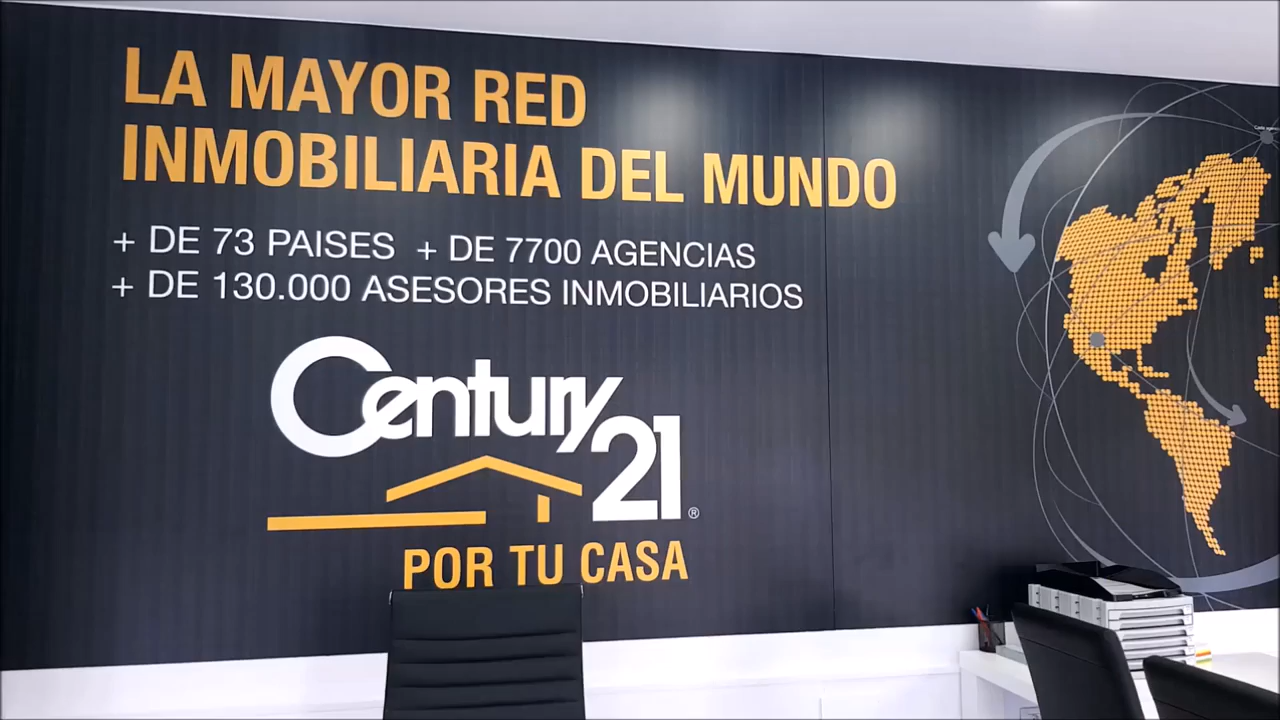 LA MAYOR RED
INMOBILIARIA DEL MUNDO
+ DE 73 PAISES + DE 7700 AGENCIAS
+ DE 130.000 ASESORES INMOBILIARIOS
Century
21®
POR TU CASA